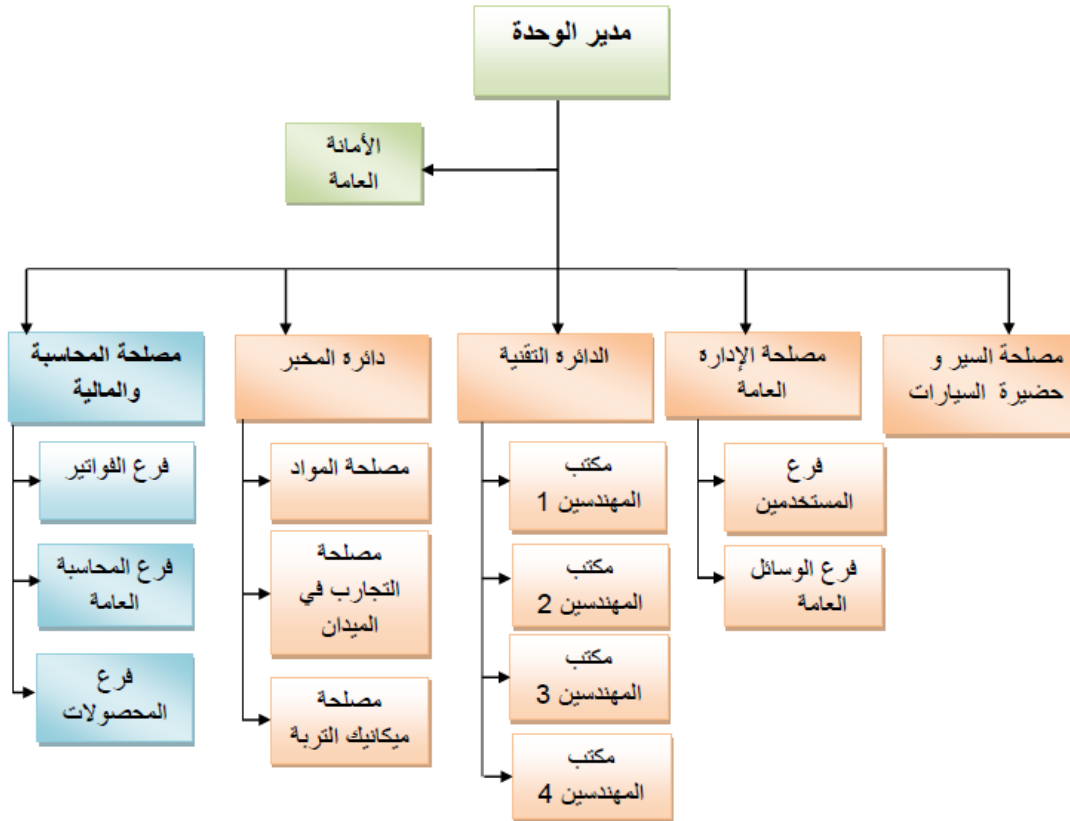 مدير الوحدة
الأمانة
العامة
مصلحة السير و
حضيرة السيارات
مصلحة الإدارة
العامة
فرع
المستخدمين
فرع الوسائل
العامة
الدائرة التقنية
مكتب
المهندسين 1
مكتب
المهندسين 2
مكتب
المهندسين 3
مكتب
المهندسين 4
دائرة المخبر
مصلحة المواد
مصلحة
التجارب في
الميدان
مصلحة
ميكانيك التربة
مصلحة المحاسبة
والمالية
فرع الفواتير
فرع المحاسبة
العامة
فرع
المحصولات